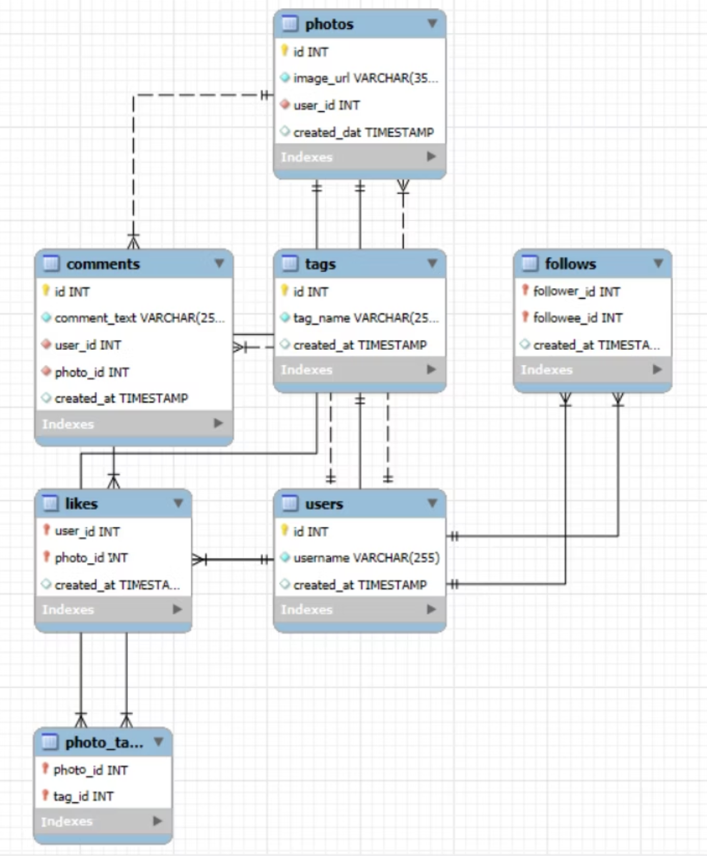 photos
id INT
image_url VARCHAR(35...
user_id INT
created_dat TIMESTAMP
Indexes
comments
id INT
comment_text VARCHAR(25...
user_id INT
photo_id INT
created_at TIMESTAMP
Indexes
tags
id INT
tag_name VARCHAR(25...
created_at TIMESTAMP
Indexes
follows
follower_id INT
followee_id INT
created_at TIMESTA...
Indexes
likes
user_id INT
photo_id INT
created_at TIMESTA...
Indexes
users
id INT
username VARCHAR(255)
created_at TIMESTAMP
Indexes
photo_ta...
photo_id INT
tag_id INT
Indexes